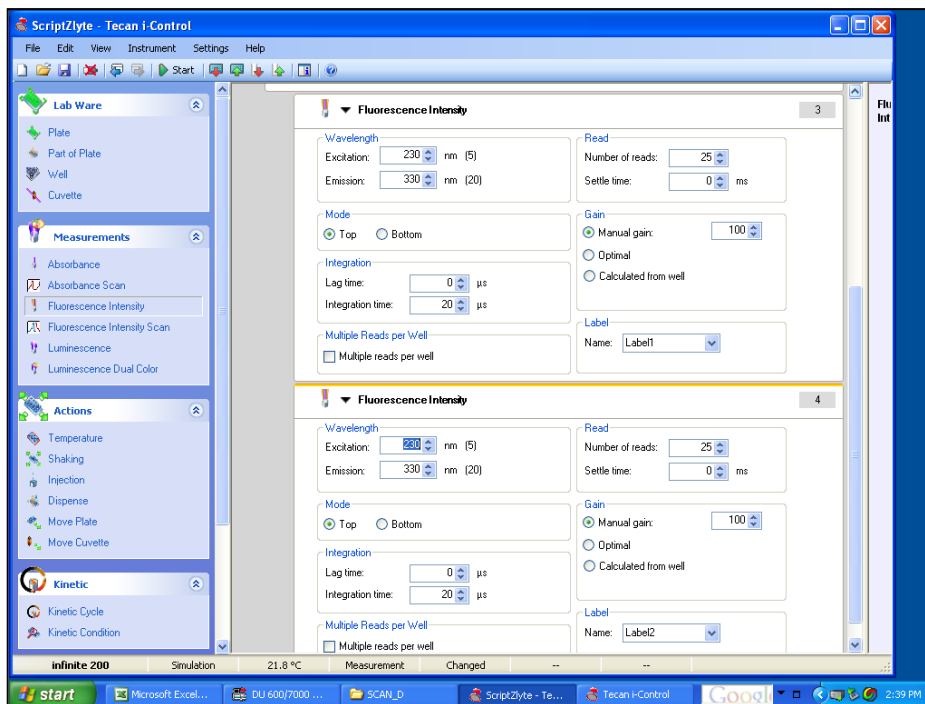 ScriptZlyte - Tecan i-Control
File Edit View Instrument Settings Help
Start
Lab Ware
Plate
Part of Plate
Well
Cuvette
Measurements
Absorbance
Absorbance Scan
Fluorescence Intensity
Fluorescence Intensity Scan
Luminescence
Luminescence Dual Color
Actions
Temperature
Shaking
Injection
Dispense
Move Plate
Move Cuvette
Kinetic
Kinetic Cycle
Kinetic Condition
Fluorescence Intensity 3
Wavelength
Excitation: 230 nm (5)
Emission: 330 nm (20)
Mode
Top Bottom
Integration
Lag time: 0 µs
Integration time: 20 µs
Multiple Reads per Well
Multiple reads per well
Read
Number of reads: 25
Settle time: 0 ms
Gain
Manual gain: 100
Optimal
Calculated from well
Label
Name: Label1
Fluorescence Intensity 4
Wavelength
Excitation: 230 nm (5)
Emission: 330 nm (20)
Mode
Top Bottom
Integration
Lag time: 0 µs
Integration time: 20 µs
Multiple Reads per Well
Multiple reads per well
Read
Number of reads: 25
Settle time: 0 ms
Gain
Manual gain: 100
Optimal
Calculated from well
Label
Name: Label2
Flu
Int
infinite 200 Simulation 21.8 °C Measurement Changed -- --
start Microsoft Excel... DU 600/7000 ... SCAN_D ScriptZlyte - Te... Tecan i-Control Google 2:39 PM